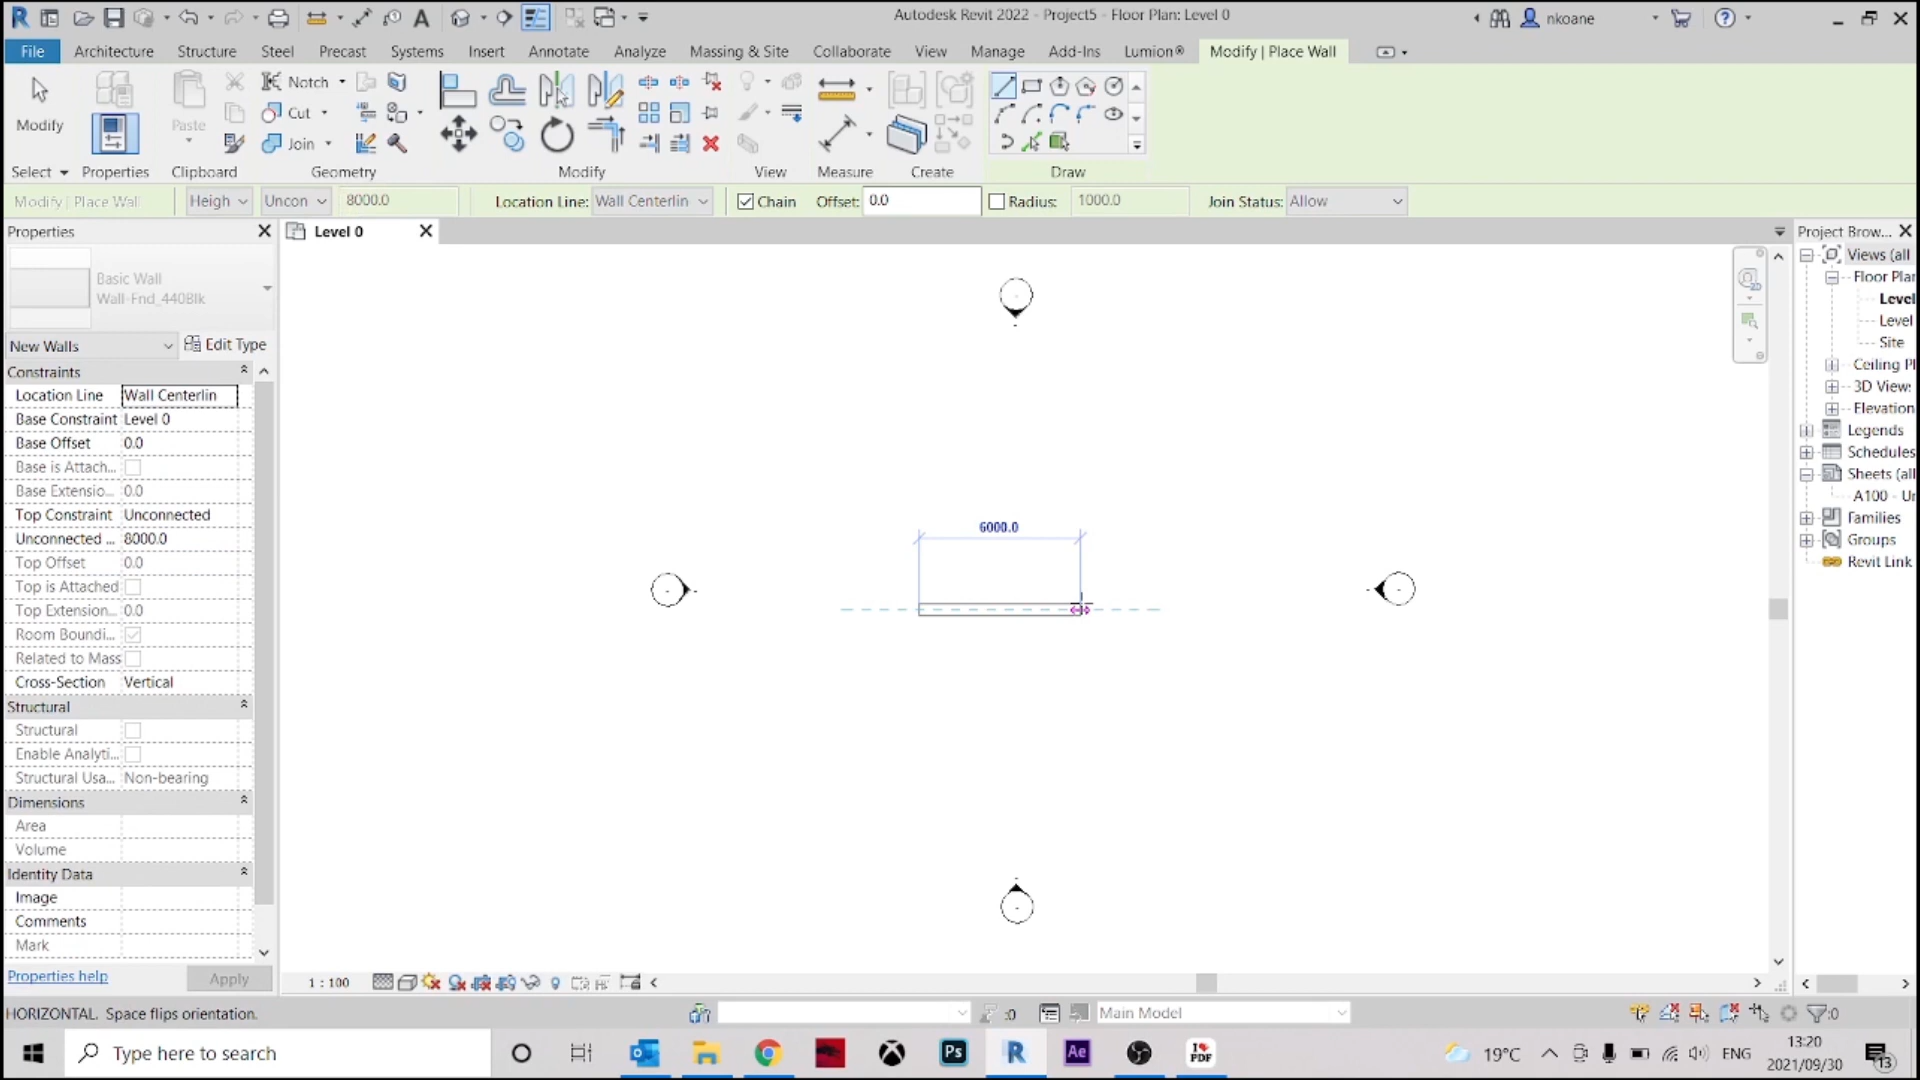 Autodesk Revit 2022 - Project5 - Floor Plan: Level 0
nkoane
File Architecture Structure Steel Precast Systems Insert Annotate Analyze Massing & Site Collaborate View Manage Add-Ins Lumion® Modify | Place Wall
Modify
Paste
Notch
Cut
Join
Select Properties Clipboard Geometry Modify View Measure Create Draw
Modify | Place Wall Heigh Uncon 8000.0 Location Line: Wall Centerlin Chain Offset: 0.0 Radius: 1000.0 Join Status: Allow
Properties
Level 0
Project Brow...
Basic Wall
Wall-Fnd_440Blk
New Walls
Edit Type
Constraints
Location Line Wall Centerlin
Base Constraint Level 0
Base Offset 0.0
Base is Attach...
Base Extensio... 0.0
Top Constraint Unconnected
Unconnected ... 8000.0
Top Offset 0.0
Top is Attached
Top Extension... 0.0
Room Boundi...
Related to Mass
Cross-Section Vertical
Structural
Structural
Enable Analyti...
Structural Usa... Non-bearing
Dimensions
Area
Volume
Identity Data
Image
Comments
Mark
Properties help
Apply
6000.0
Views (all
Floor Plan
Level
Level
Site
Ceiling Pl
3D View:
Elevation
Legends
Schedules
Sheets (all
A100 - Un
Families
Groups
Revit Link
1 : 100
HORIZONTAL. Space flips orientation.
:0
Main Model
:0
Type here to search
Ps
R
Ae
I
PDF
19°C
ENG
13:20
2021/09/30
13